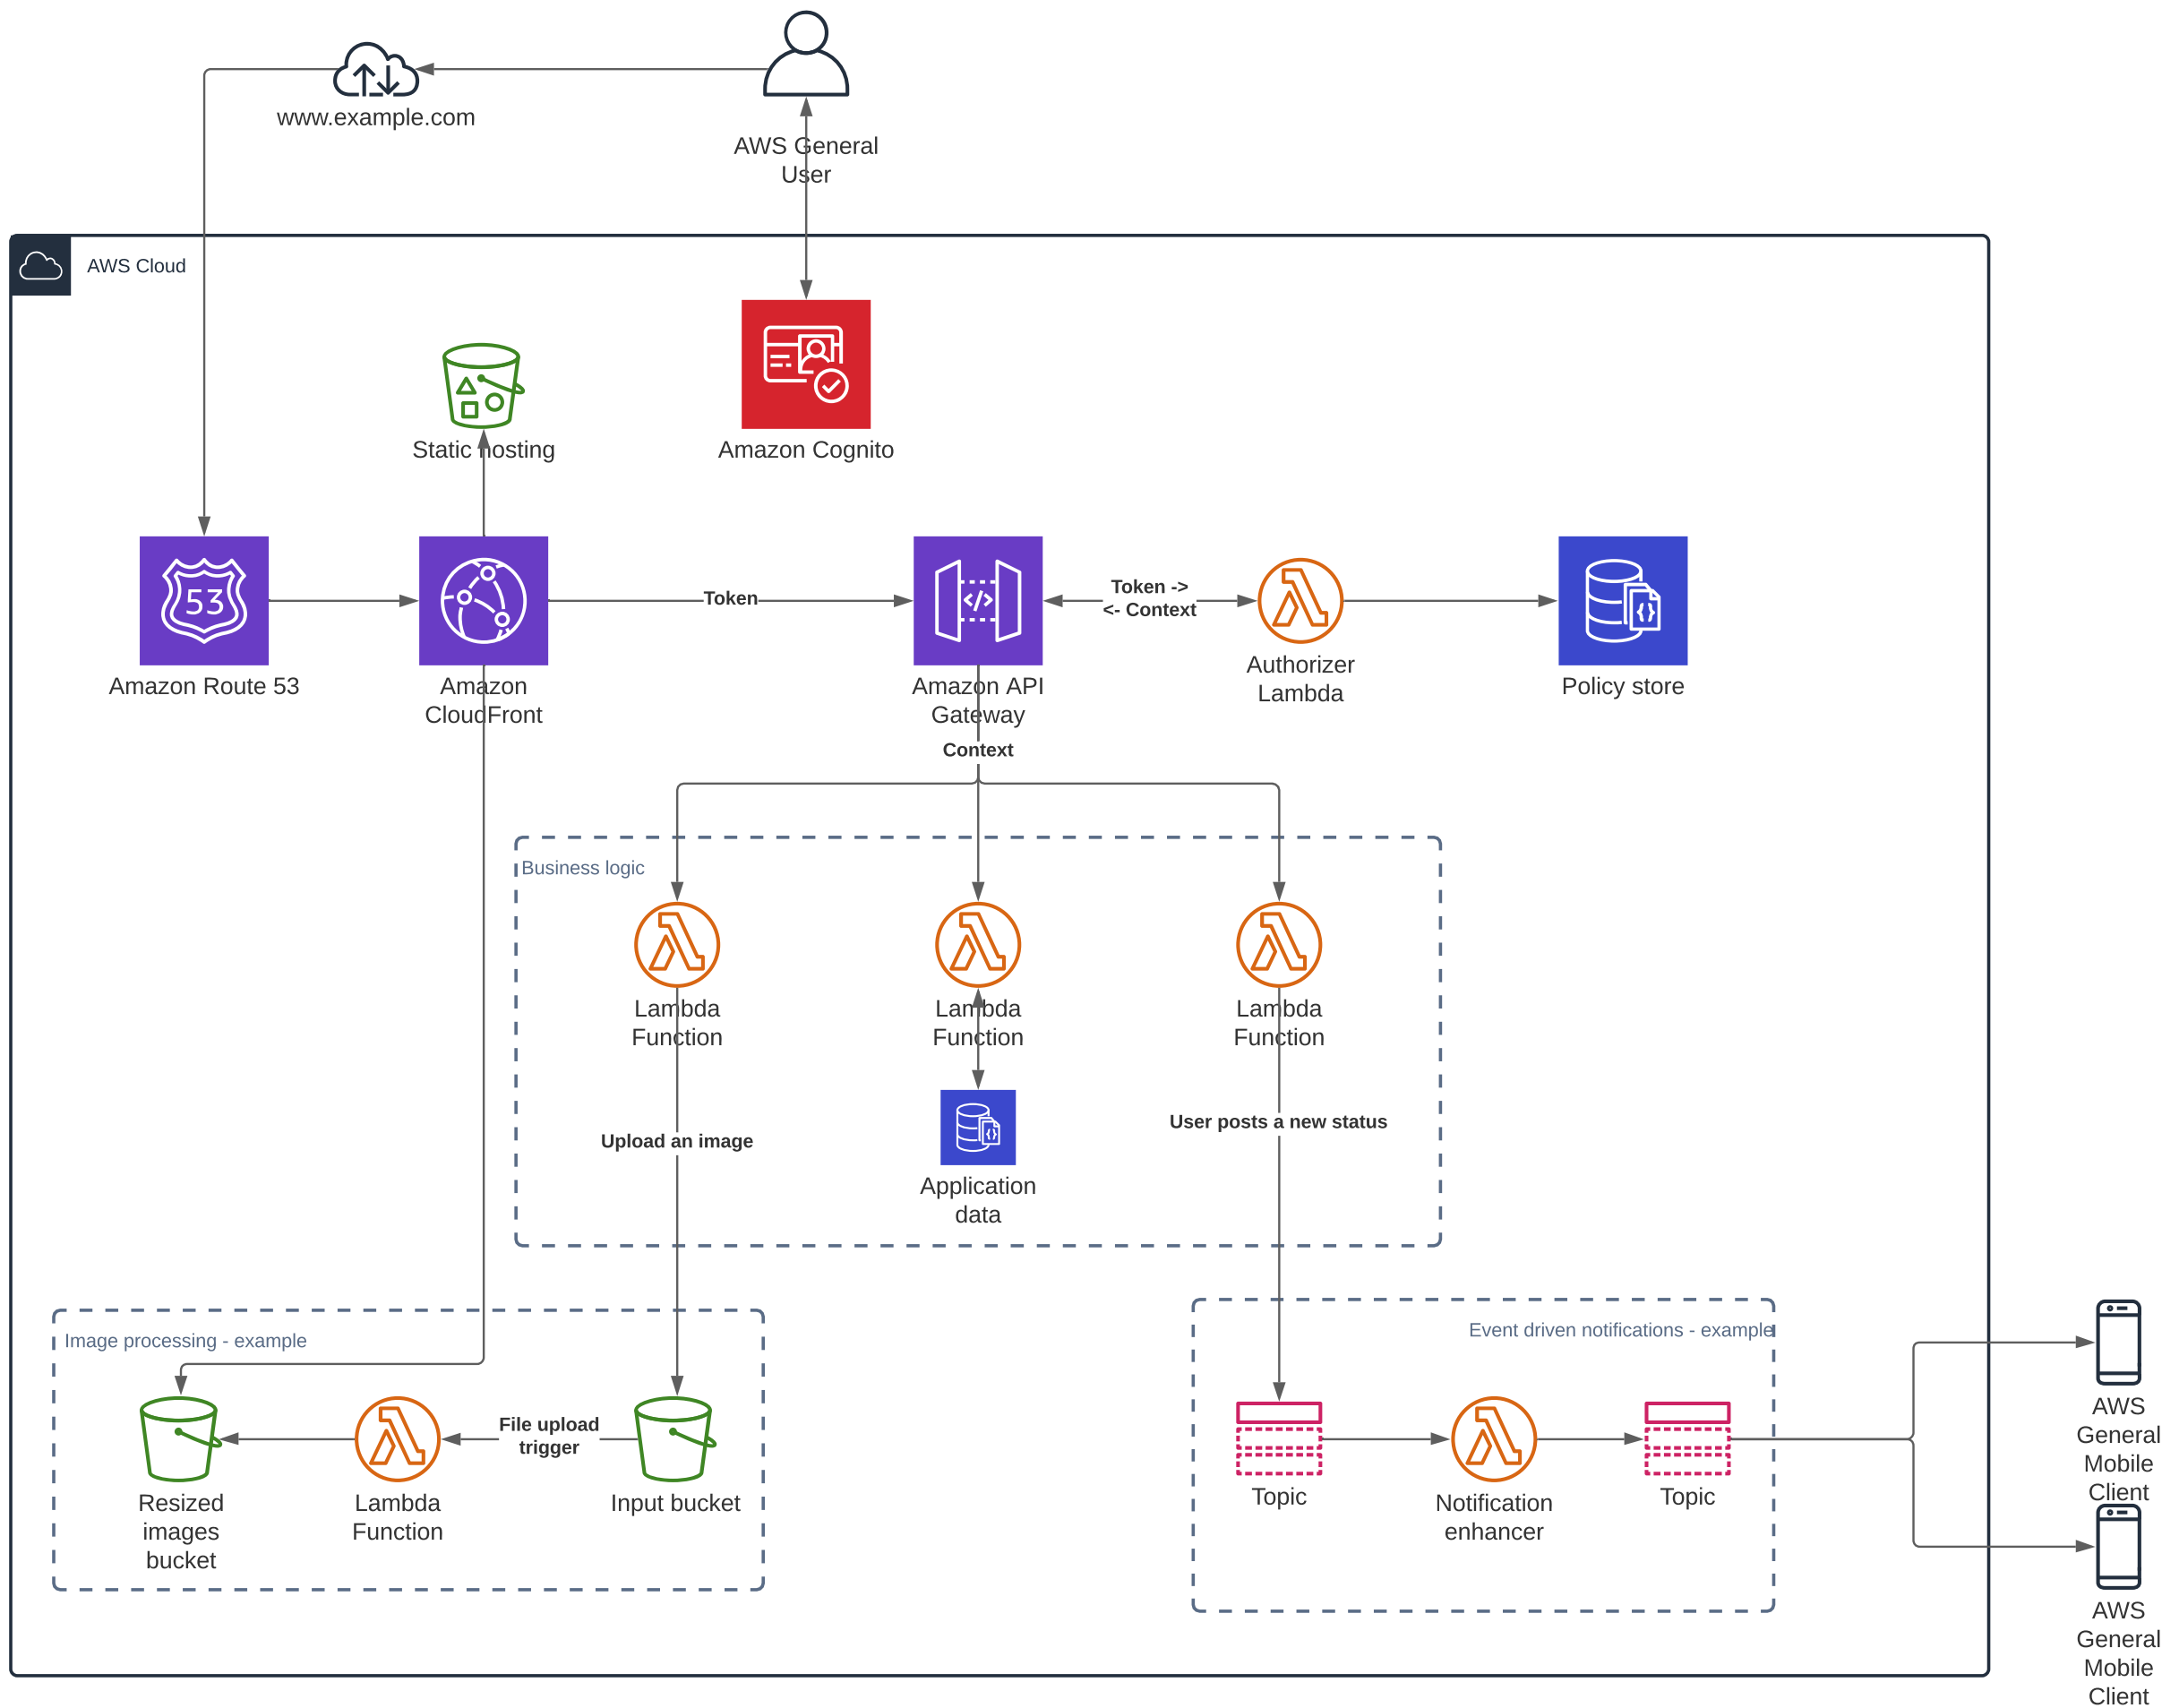 www.example.com
AWS General
User
AWS Cloud
Static hosting
Amazon Cognito
53
Amazon Route 53
Amazon
CloudFront
Token
Amazon API
Gateway
Token ->
<- Context
Authorizer
Lambda
Policy store
Context
Business logic
Lambda
Function
Lambda
Function
Lambda
Function
Upload an image
Application
data
User posts a new status
Image processing - example
Resized
images
bucket
Lambda
Function
File upload
trigger
Input bucket
Event driven notifications - example
Topic
Notification
enhancer
Topic
AWS
General
Mobile
Client
AWS
General
Mobile
Client